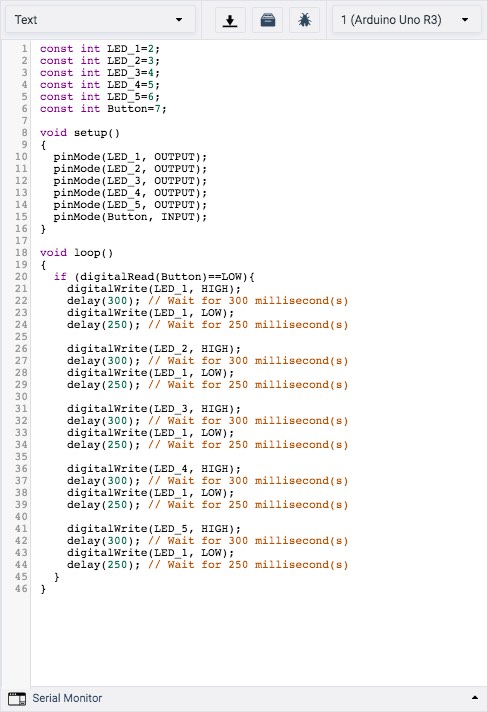 Text
1 (Arduino Uno R3)
1 const int LED_1=2;
2 const int LED_2=3;
3 const int LED_3=4;
4 const int LED_4=5;
5 const int LED_5=6;
6 const int Button=7;
7
8 void setup()
9 {
10   pinMode(LED_1, OUTPUT);
11   pinMode(LED_2, OUTPUT);
12   pinMode(LED_3, OUTPUT);
13   pinMode(LED_4, OUTPUT);
14   pinMode(LED_5, OUTPUT);
15   pinMode(Button, INPUT);
16 }
17
18 void loop()
19 {
20   if (digitalRead(Button)==LOW){
21     digitalWrite(LED_1, HIGH);
22     delay(300); // Wait for 300 millisecond(s)
23     digitalWrite(LED_1, LOW);
24     delay(250); // Wait for 250 millisecond(s)
25
26     digitalWrite(LED_2, HIGH);
27     delay(300); // Wait for 300 millisecond(s)
28     digitalWrite(LED_1, LOW);
29     delay(250); // Wait for 250 millisecond(s)
30
31     digitalWrite(LED_3, HIGH);
32     delay(300); // Wait for 300 millisecond(s)
33     digitalWrite(LED_1, LOW);
34     delay(250); // Wait for 250 millisecond(s)
35
36     digitalWrite(LED_4, HIGH);
37     delay(300); // Wait for 300 millisecond(s)
38     digitalWrite(LED_1, LOW);
39     delay(250); // Wait for 250 millisecond(s)
40
41     digitalWrite(LED_5, HIGH);
42     delay(300); // Wait for 300 millisecond(s)
43     digitalWrite(LED_1, LOW);
44     delay(250); // Wait for 250 millisecond(s)
45   }
46 }
Serial Monitor